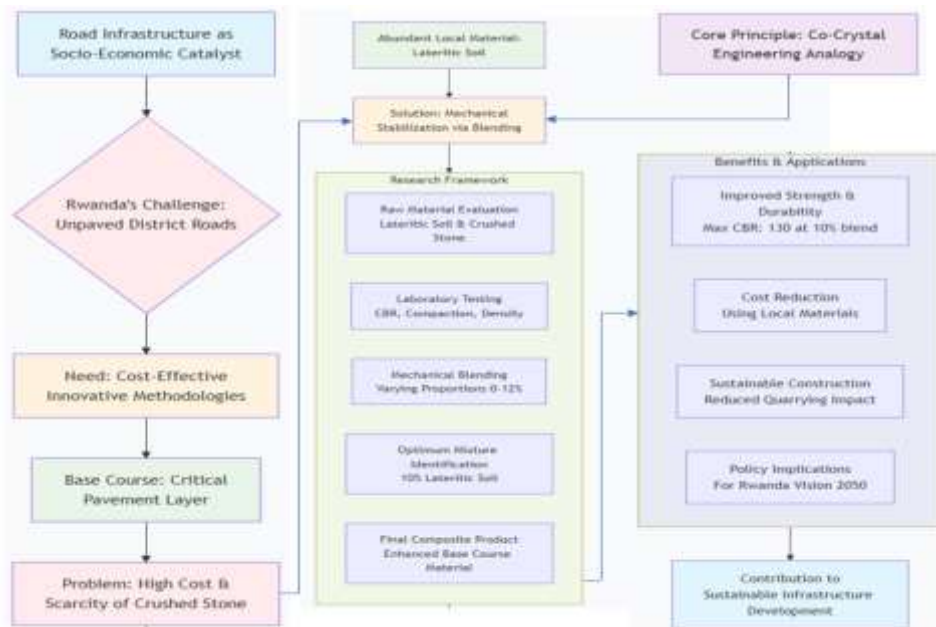 Road Infrastructure as
Socio-Economic Catalyst
Rwanda's Challenge:
Unpaved District Roads
Need: Cost-Effective
Innovative Methodologies
Base Course: Critical
Pavement Layer
Problem: High Cost &
Scarcity of Crushed Stone
Abundant Local Material:
Lateritic Soil
Solution: Mechanical
Stabilization via Blending
Research Framework
Raw Material Evaluation
Lateritic Soil & Crushed
Stone
Laboratory Testing
CBR, Compaction, Density
Mechanical Blending
Varying Proportions 0-12%
Optimum Mixture
Identification
10% Lateritic Soil
Final Composite Product
Enhanced Base Course
Material
Core Principle: Co-Crystal
Engineering Analogy
Benefits & Applications
Improved Strength &
Durability
Max CBR: 130 at 10% blend
Cost Reduction
Using Local Materials
Sustainable Construction
Reduced Quarrying Impact
Policy Implications
For Rwanda Vision 2050
Contribution to
Sustainable Infrastructure
Development